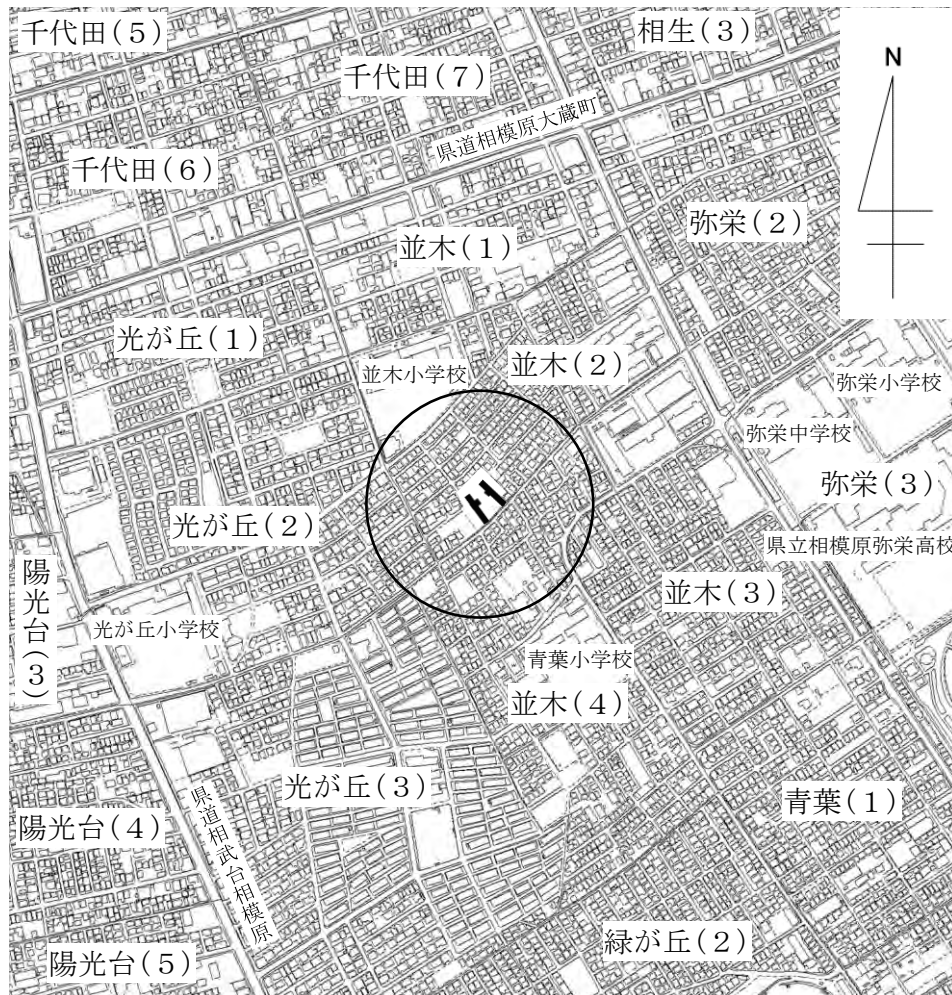 千代田(5)
相生(3)
千代田(7)
N
県道相模原大蔵町
千代田(6)
弥栄(2)
並木(1)
光が丘(1)
並木(2)
並木小学校
弥栄小学校
弥栄中学校
弥栄(3)
光が丘(2)
県立相模原弥栄高校
陽光台(3)
並木(3)
光が丘小学校
青葉小学校
並木(4)
光が丘(3)
青葉(1)
陽光台(4)
県道相武台相模原
緑が丘(2)
陽光台(5)